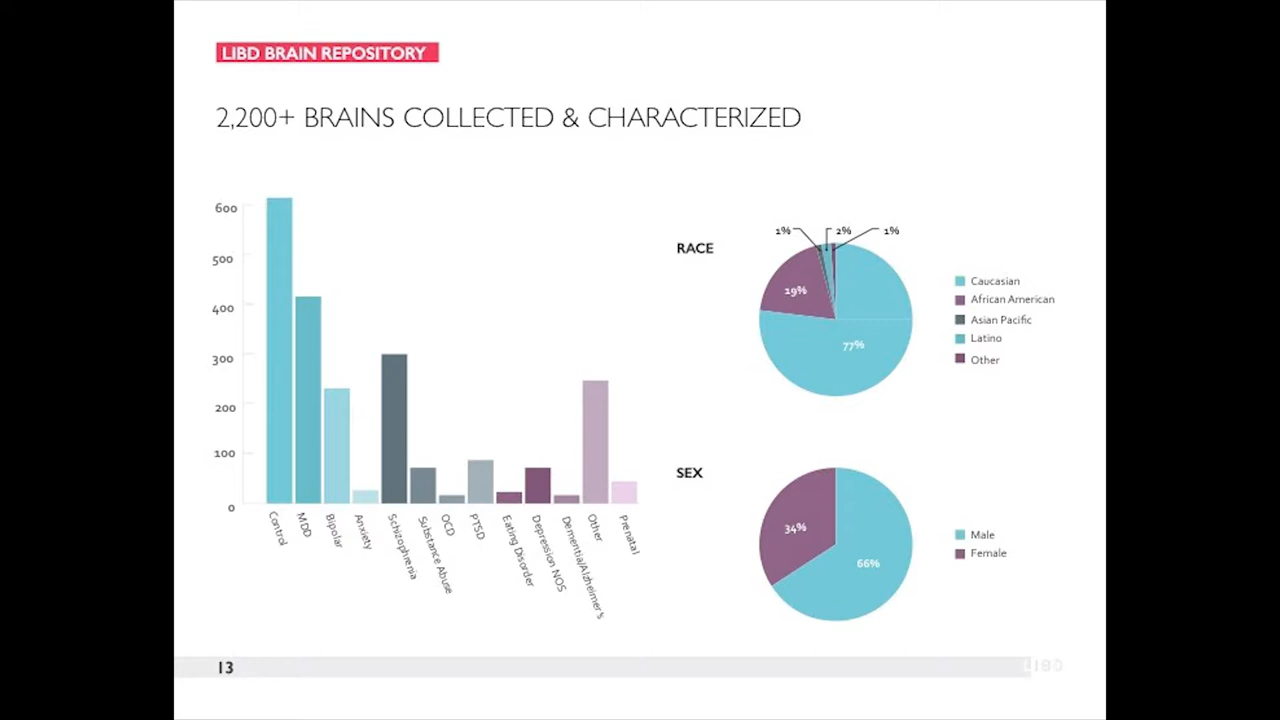 LIBD BRAIN REPOSITORY
2,200+ BRAINS COLLECTED & CHARACTERIZED
600
500
400
300
200
100
0
Control
MDD
Bipolar
Anxiety
Schizophrenia
Substance Abuse
OCD
PTSD
Eating Disorder
Depression NOS
Dementia/Alzheimer's
Other
Prenatal
RACE
1%
2%
1%
19%
77%
Caucasian
African American
Asian Pacific
Latino
Other
SEX
34%
66%
Male
Female
13
LIBD